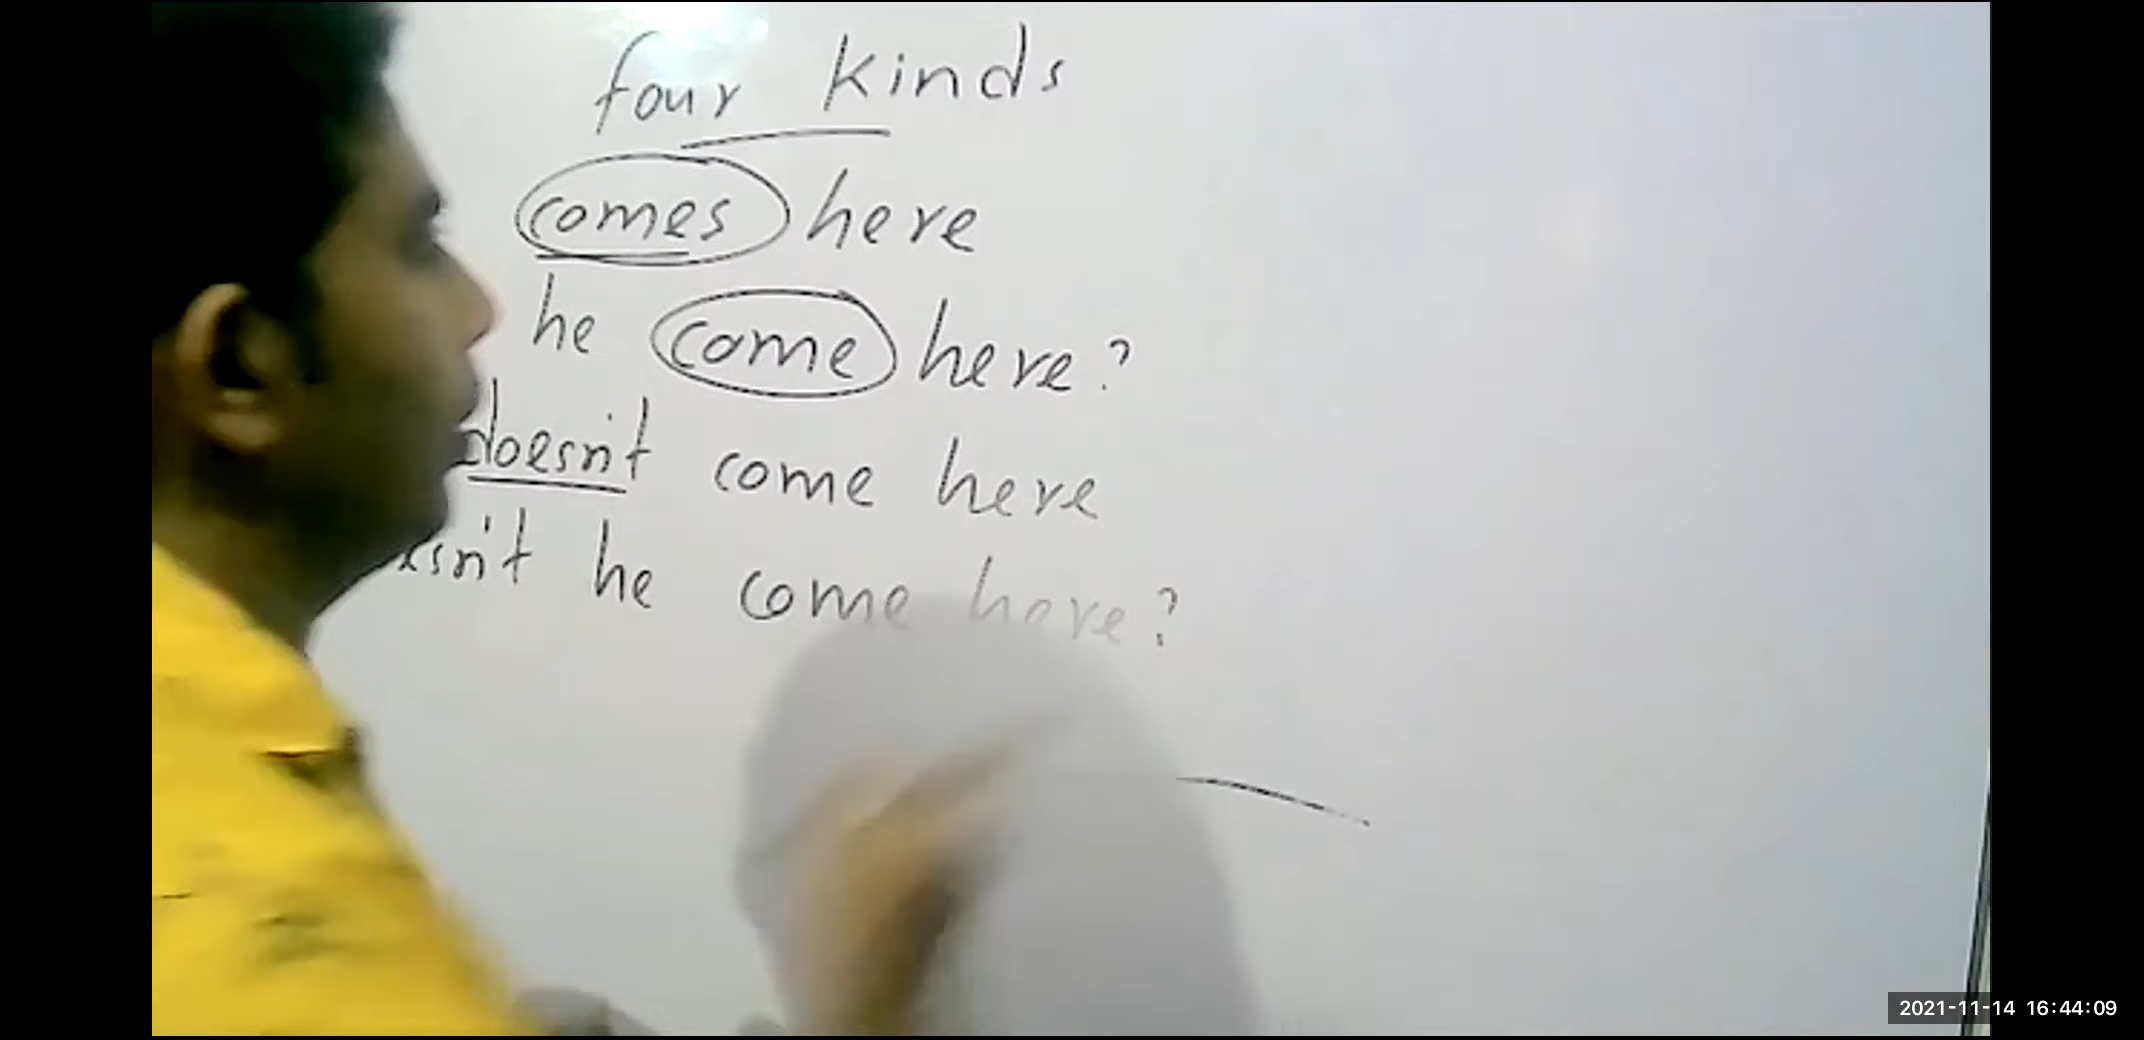 four kinds
comes here
he come here?
doesn't come here
esn't he come here?
2021-11-14 16:44:09